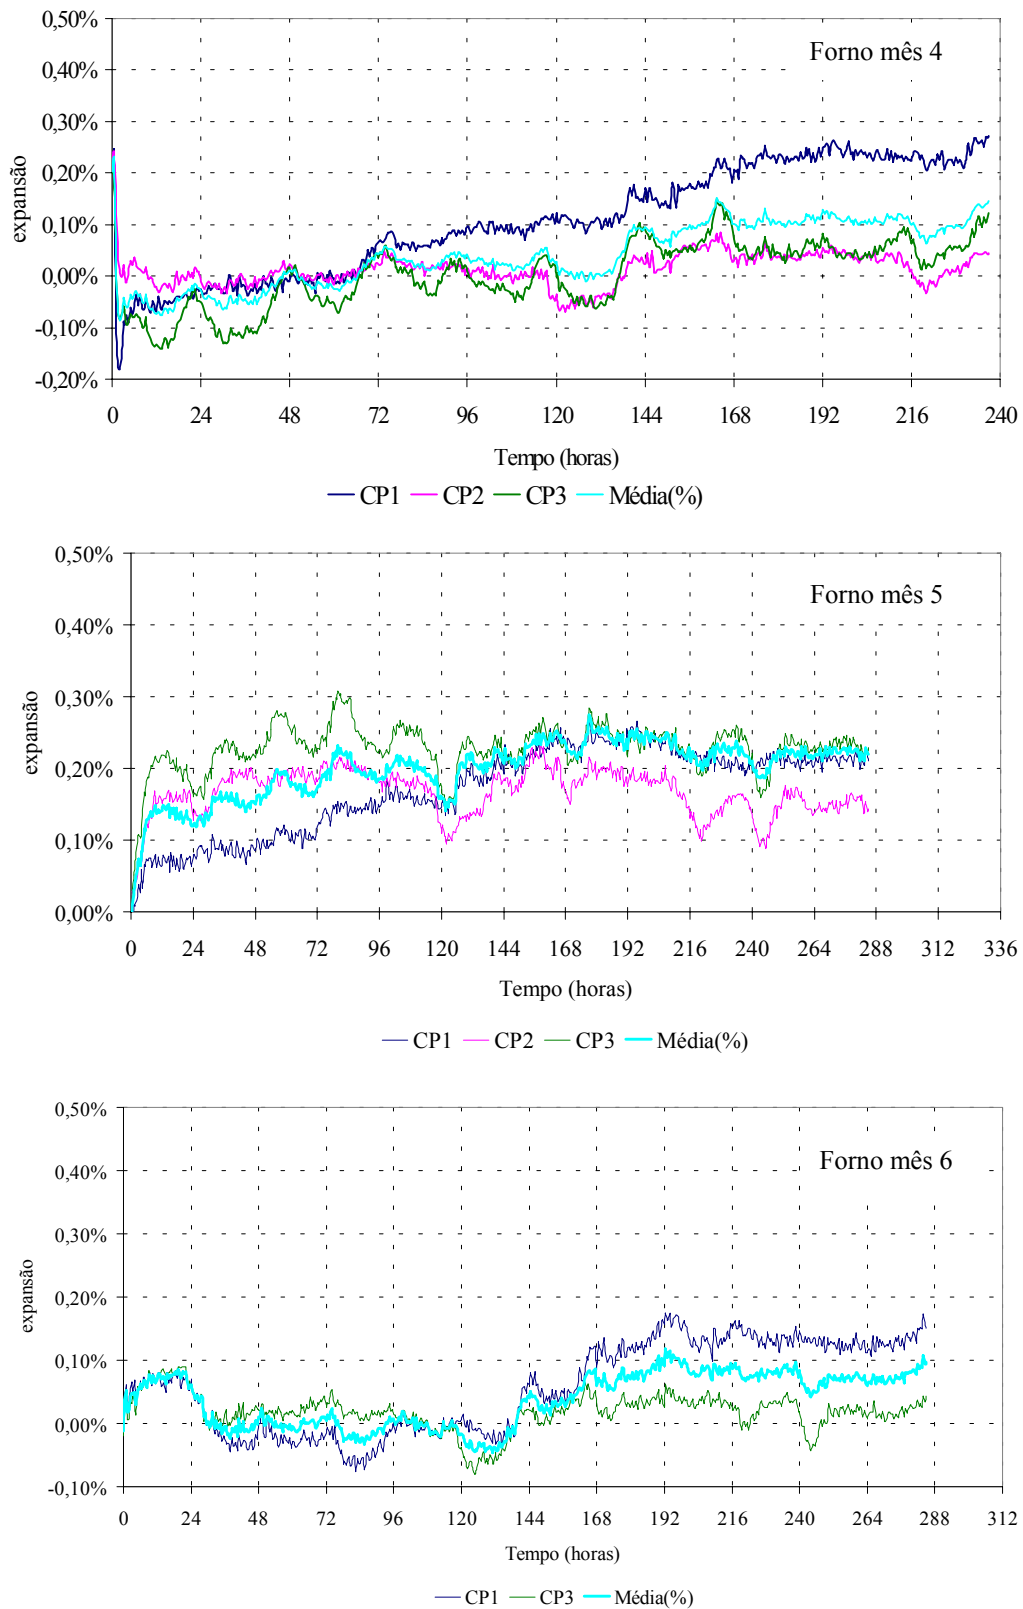 0,50%
Forno mês 4
0,40%
0,30%
0,20%
0,10%
0,00%
-0,10%
-0,20%
expansão
0 24 48 72 96 120 144 168 192 216 240
Tempo (horas)
CP1 CP2 CP3 Média(%)
0,50%
Forno mês 5
0,40%
0,30%
0,20%
0,10%
0,00%
expansão
0 24 48 72 96 120 144 168 192 216 240 264 288 312 336
Tempo (horas)
CP1 CP2 CP3 Média(%)
0,50%
Forno mês 6
0,40%
0,30%
0,20%
0,10%
0,00%
-0,10%
expansão
0 24 48 72 96 120 144 168 192 216 240 264 288 312
Tempo (horas)
CP1 CP3 Média(%)